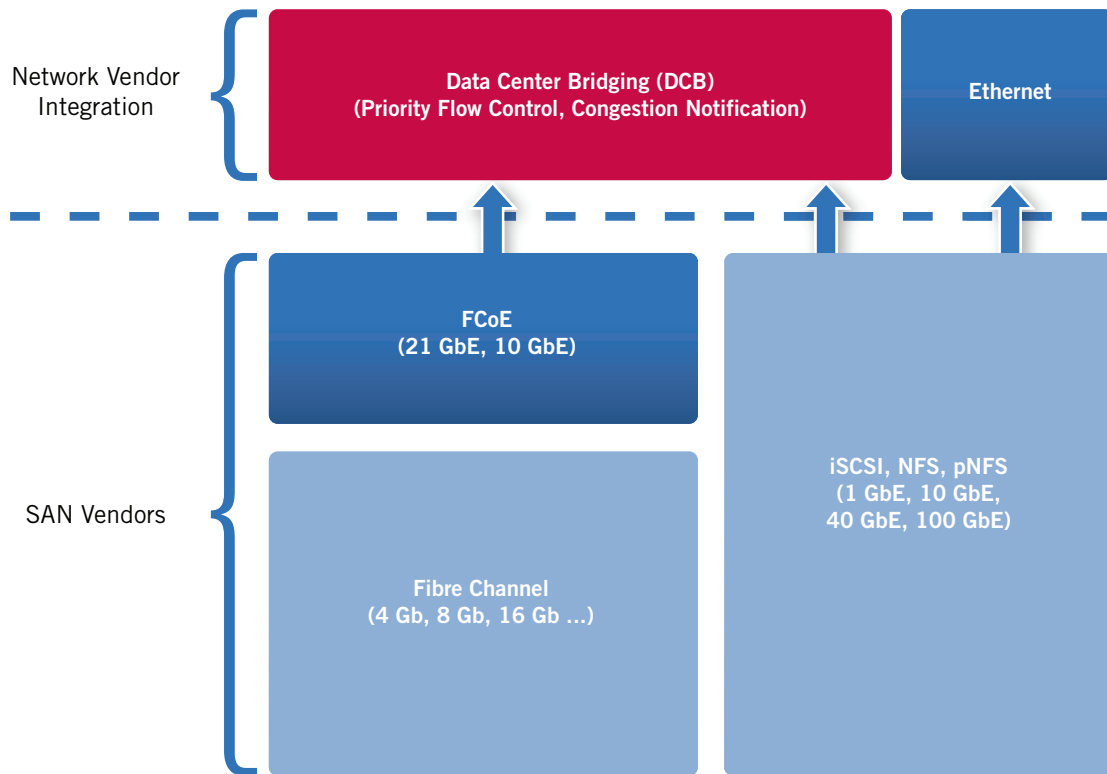 Network Vendor
Integration
Data Center Bridging (DCB)
(Priority Flow Control, Congestion Notification)
Ethernet
SAN Vendors
FCoE
(21 GbE, 10 GbE)
Fibre Channel
(4 Gb, 8 Gb, 16 Gb ...)
iSCSI, NFS, pNFS
(1 GbE, 10 GbE,
40 GbE, 100 GbE)